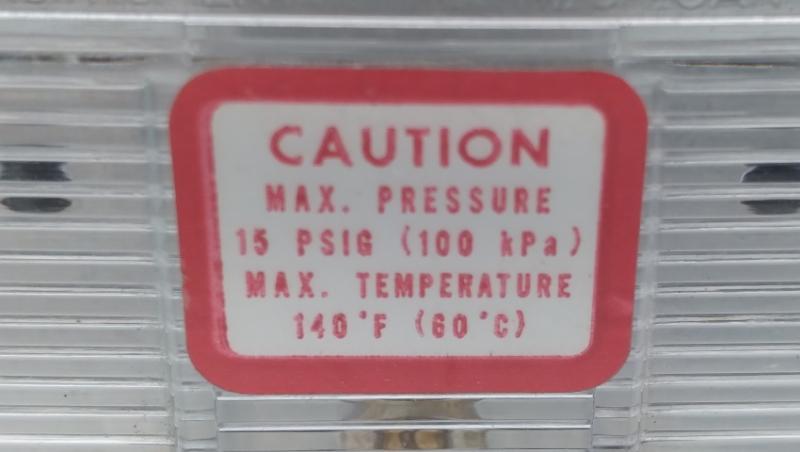 CAUTION
MAX. PRESSURE
15 PSIG (100 kPa)
MAX. TEMPERATURE
140°F (60°C)